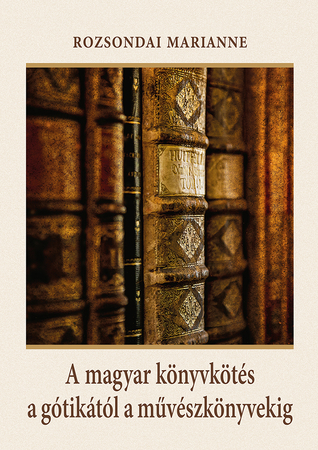 ROZSONDAI MARIANNE
A magyar könyvkötés
a gótikától a művészkönyvekig